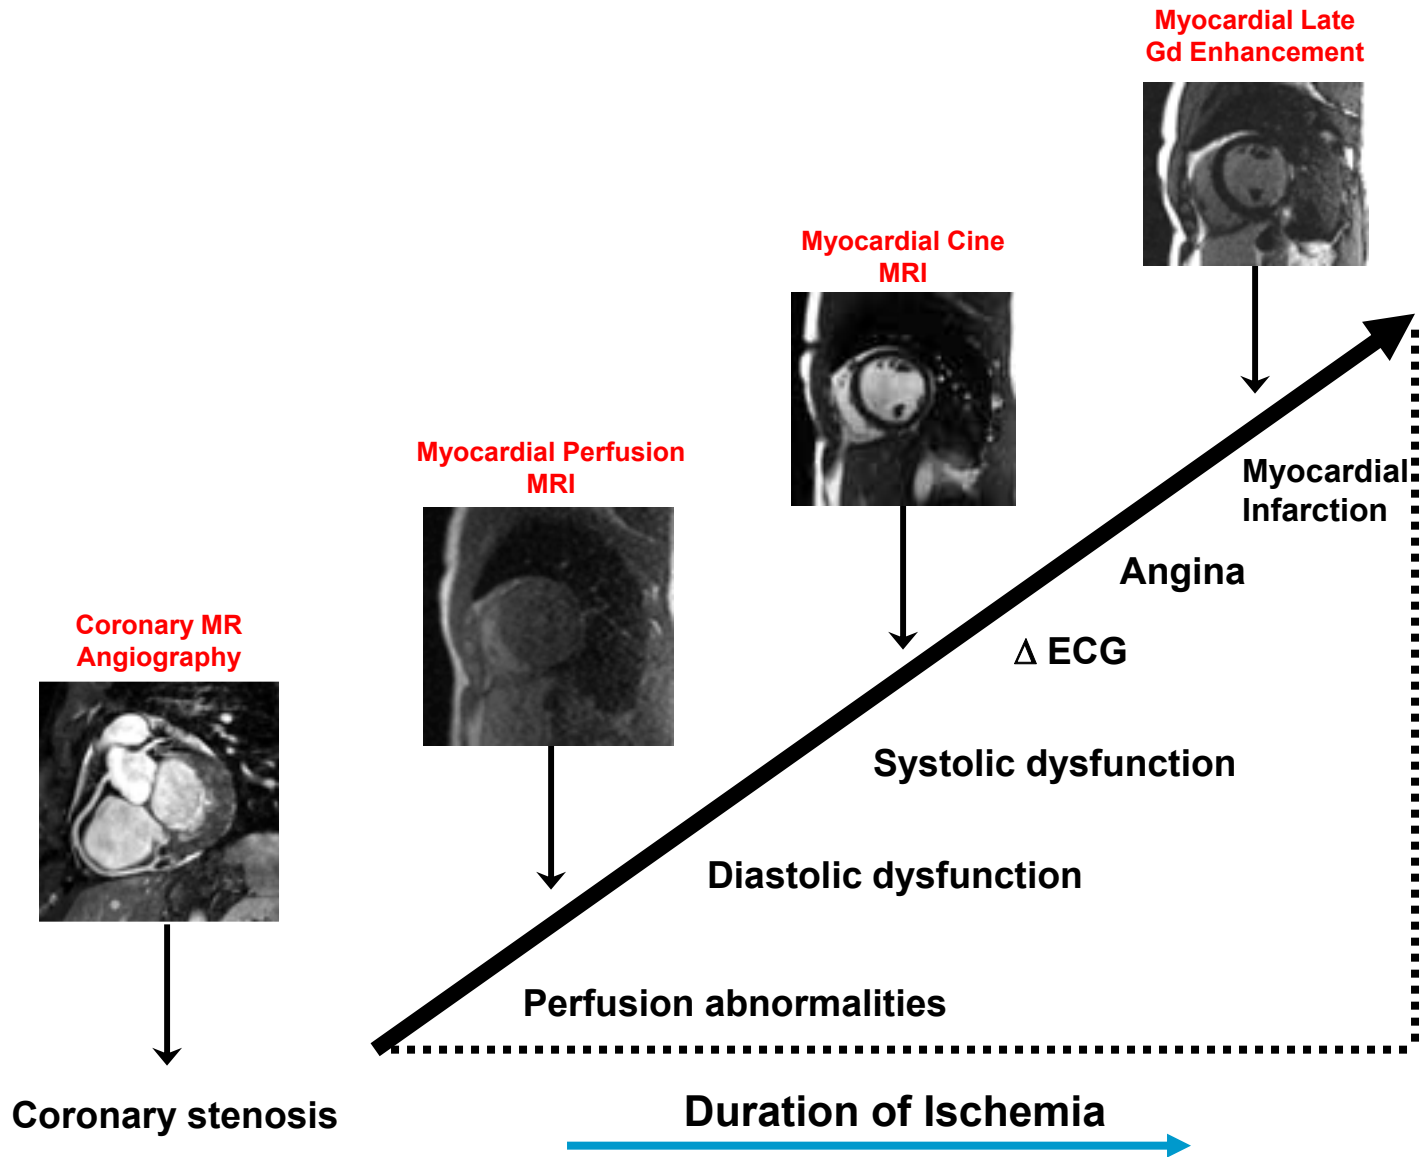 Myocardial Late
Gd Enhancement
Myocardial Cine
MRI
Myocardial Perfusion
MRI
Coronary MR
Angiography
Myocardial
Infarction
Angina
Δ ECG
Systolic dysfunction
Diastolic dysfunction
Perfusion abnormalities
Coronary stenosis
Duration of Ischemia